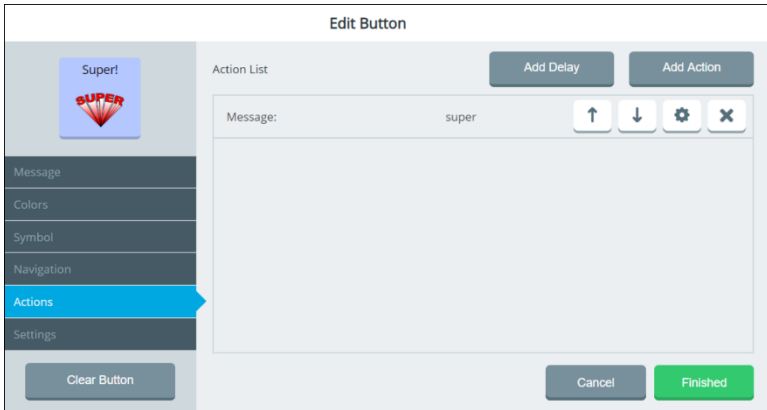 Edit Button
Super!
SUPER
Action List
Add Delay
Add Action
Message:
super
Message
Colors
Symbol
Navigation
Actions
Settings
Clear Button
Cancel
Finished